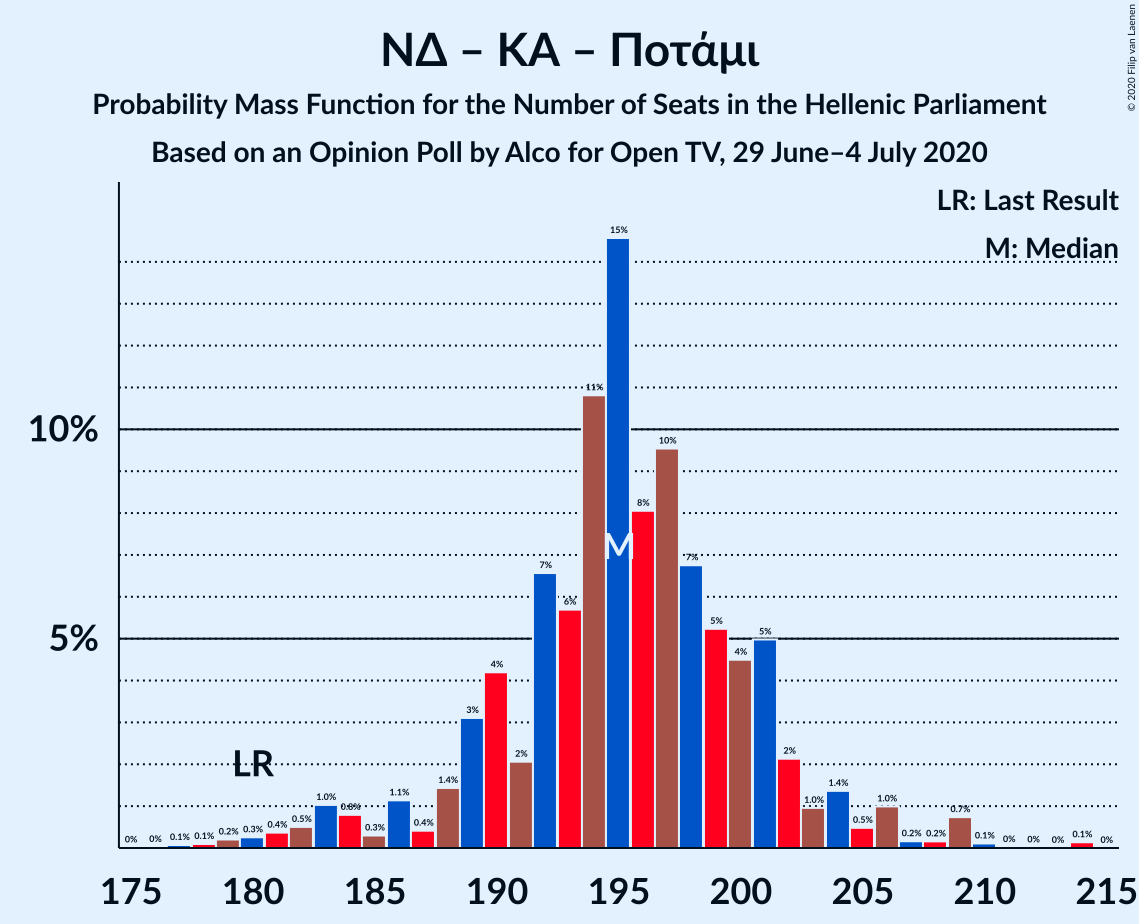 ΝΔ – ΚΑ – Ποτάμι
Probability Mass Function for the Number of Seats in the Hellenic Parliament
Based on an Opinion Poll by Alco for Open TV, 29 June–4 July 2020
© 2020 Filip van Laenen
LR: Last Result
M: Median
10%
5%
0% 0% 0.1% 0.1% 0.2% 0.3% 0.4% 0.5% 1.0% 0.8% 0.3% 1.1% 0.4% 1.4% 3% 4% 2% 7% 6% 11% 15% 8% 10% 7% 5% 4% 5% 2% 1.0% 1.4% 0.5% 1.0% 0.2% 0.2% 0.7% 0.1% 0% 0% 0% 0.1% 0%
M
LR
175 180 185 190 195 200 205 210 215